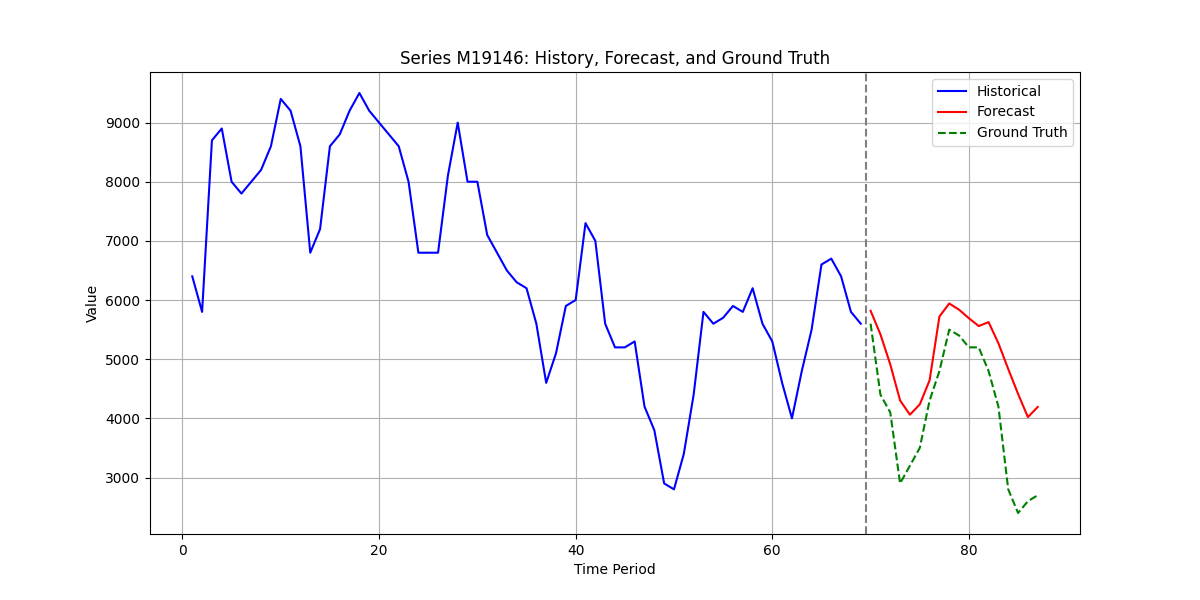 Series M19146: History, Forecast, and Ground Truth
Historical
Forecast
Ground Truth
Value
9000
8000
7000
6000
5000
4000
3000
0 20 40 60 80
Time Period